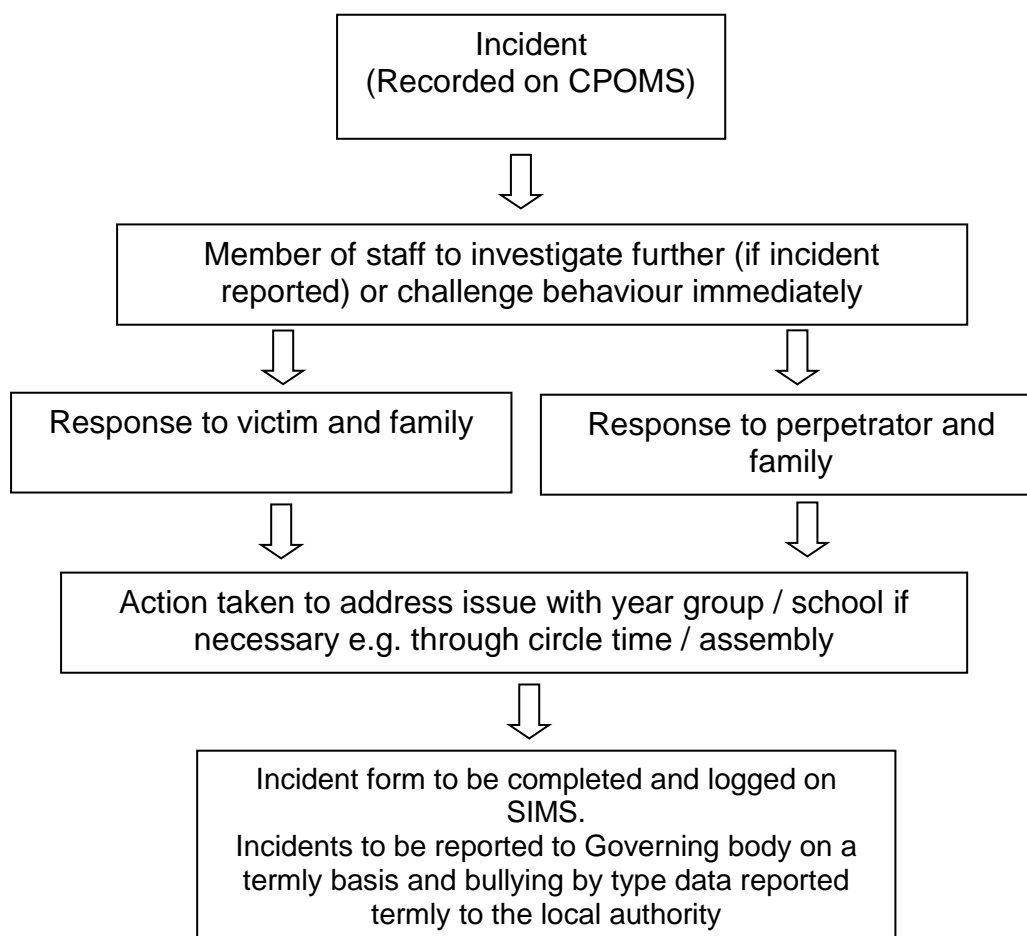 Incident
(Recorded on CPOMS)
Member of staff to investigate further (if incident
reported) or challenge behaviour immediately
Response to victim and family
Response to perpetrator and
family
Action taken to address issue with year group / school if
necessary e.g. through circle time / assembly
Incident form to be completed and logged on
SIMS.
Incidents to be reported to Governing body on a
termly basis and bullying by type data reported
termly to the local authority